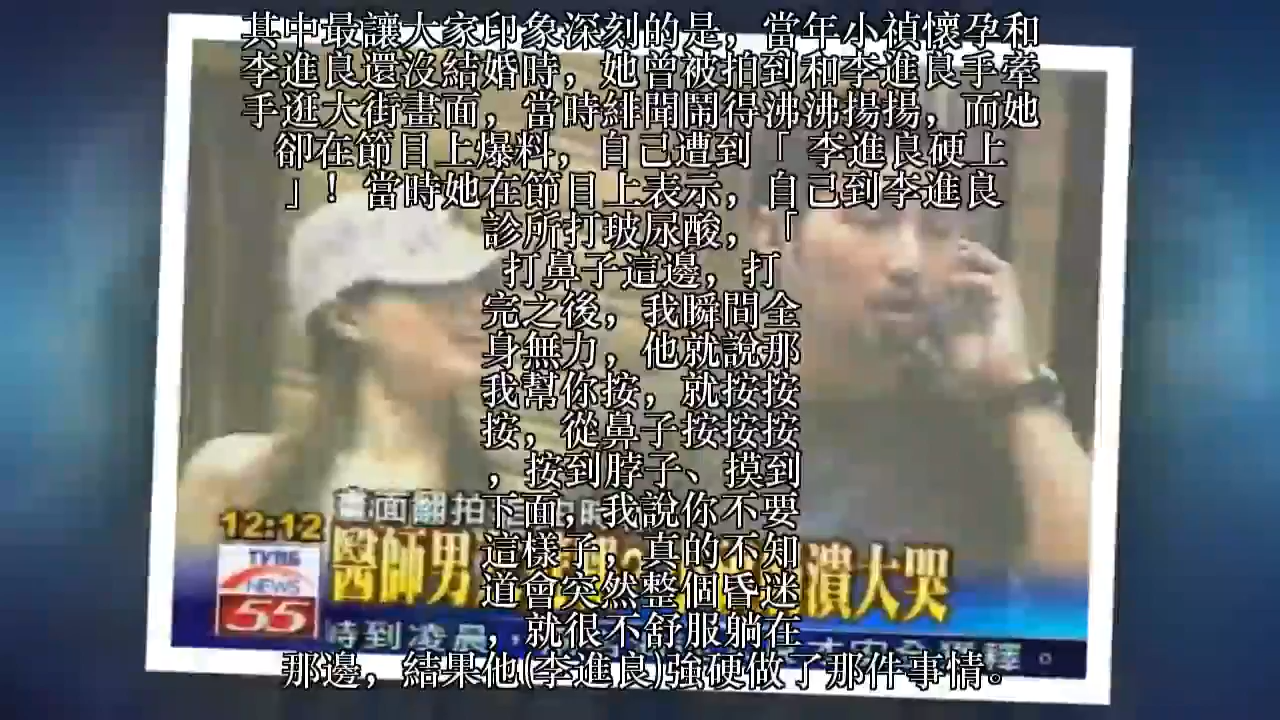 其中最讓大家印象深刻的是，當年小禎懷孕和
李進良還沒結婚時，她曾被拍到和李進良手牽
手逛大街畫面，當時緋聞鬧得沸沸揚揚，而她
卻在節目上爆料，自己遭到「 李進良硬上
」！當時她在節目上表示，自己到李進良
診所打玻尿酸，「
打鼻子這邊，打
完之後，我瞬間全
身無力，他就說那
我幫你按，就按按
按，從鼻子按按按
，按到脖子、摸到
下面，我說你不要
這樣子，真的不知
道會突然整個昏迷
，就很不舒服躺在
那邊，結果他(李進良)強硬做了那件事情。
畫面翻拍
12:12
醫師男 潰大哭
TVBS
NEWS
55
時到凌晨，